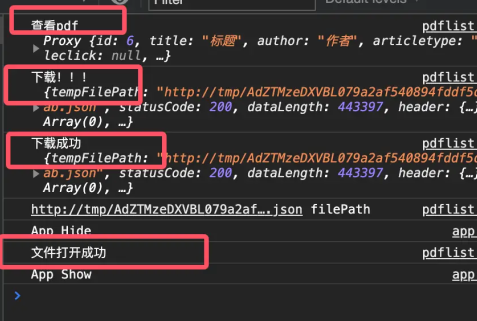 Filter
Default levels
查看pdf pdflist
Proxy {id: 6, title: "标题", author: "作者", articletype: "
leclick: null, …}
下载！！！ pdflist
{tempFilePath: "http://tmp/AdZTMzeDXVBL079a2af540894fddf5c
ab.json", statusCode: 200, dataLength: 443397, header: {…}
Array(0), …}
下载成功 pdflist
{tempFilePath: "http://tmp/AdZTMzeDXVBL079a2af540894fddf5c
ab.json", statusCode: 200, dataLength: 443397, header: {…}
Array(0), …}
http://tmp/AdZTMzeDXVBL079a2af….json filePath pdflist
App Hide app
文件打开成功 pdflist
App Show app